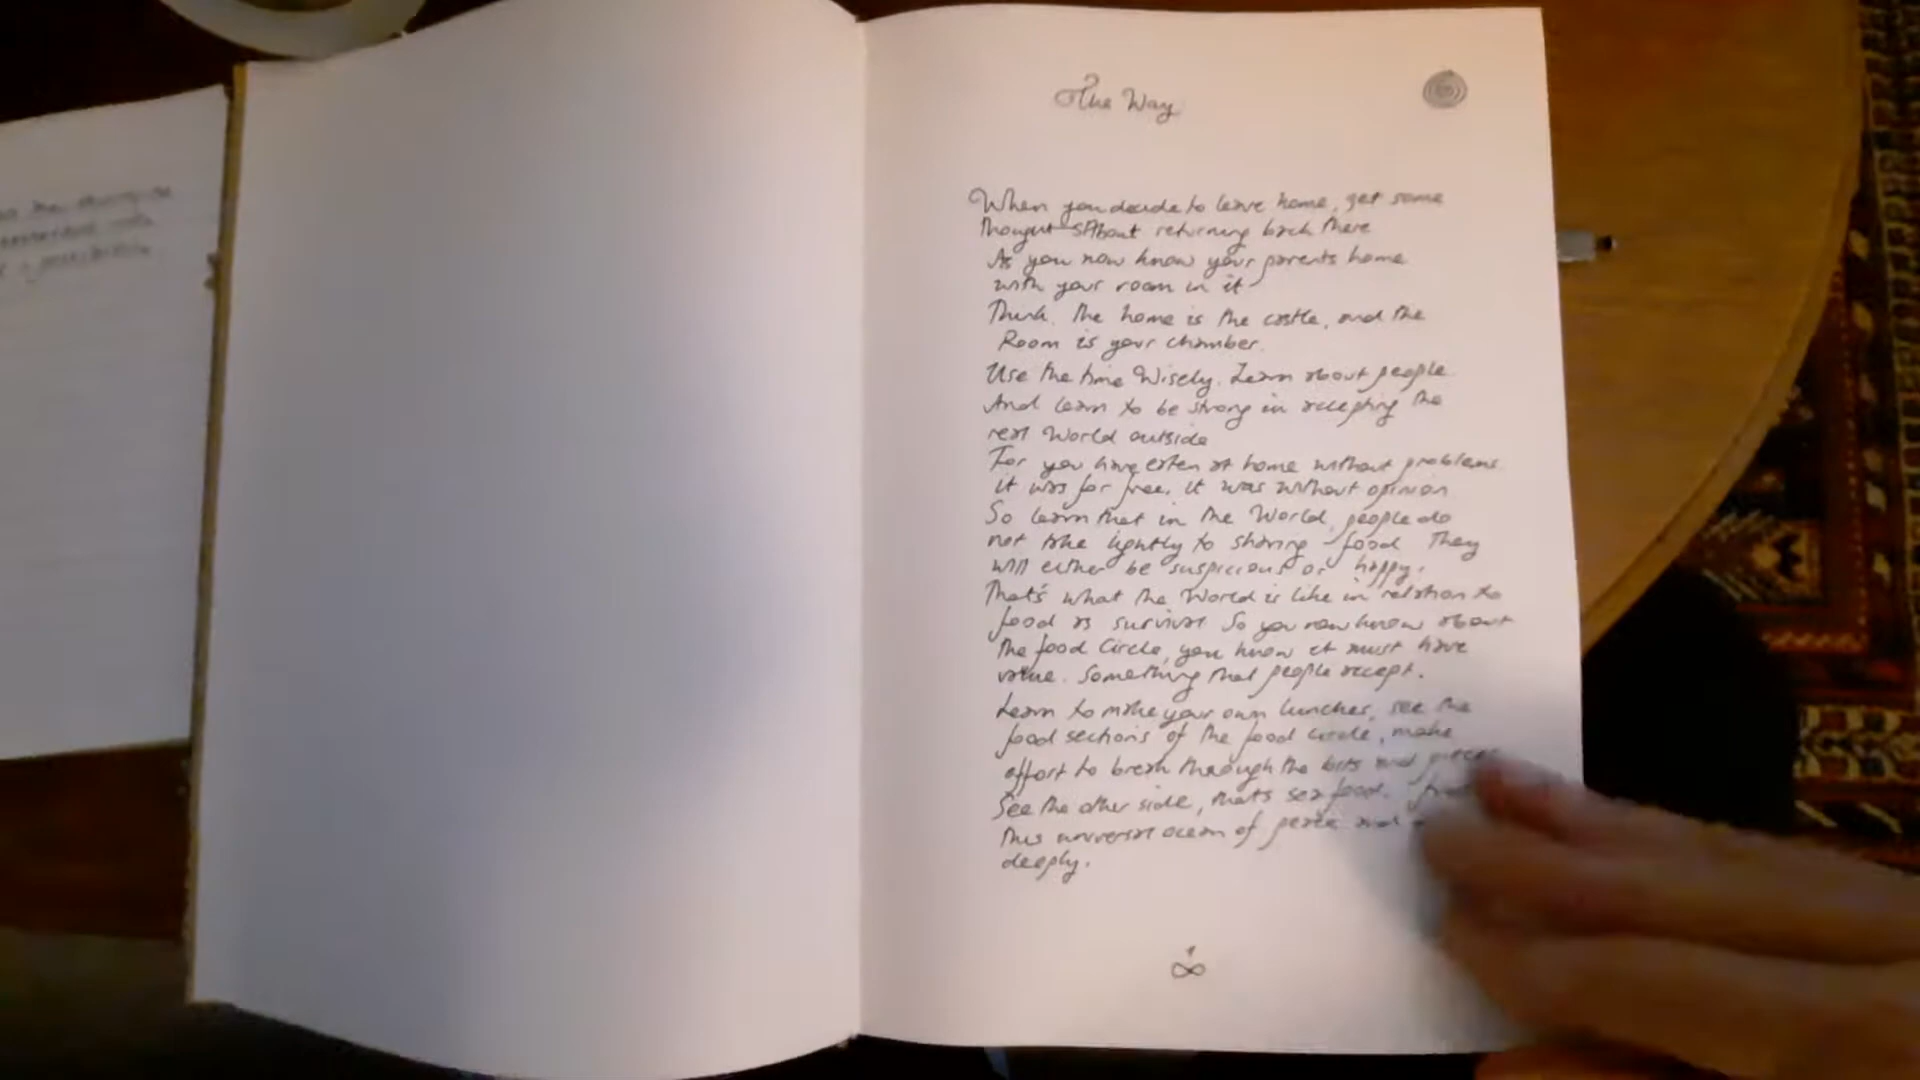 The Way
When you decide to leave home, get some
thought sAbout returning back there
As you now know your parents home
with your room in it
Think. The home is the castle, and the
Room is your chamber.
Use the time Wisely. Learn about people.
And learn to be strong in accepting the
real World outside
For you have eaten at home without problems.
it was for free. it was without opinion
So learn that in the World, people do
not take lightly to sharing food They
will either be suspicious or happy.
That's what the World is like in relation to
food as survival So you now know about
the food Circle, you know it must have
value. Something that people accept.
Learn to make your own lunches, see the
food sections of the food circle, make
effort to break through the bits and pieces
See the other side, thats sea food.
This universal ocean of peace and
deeply.
1